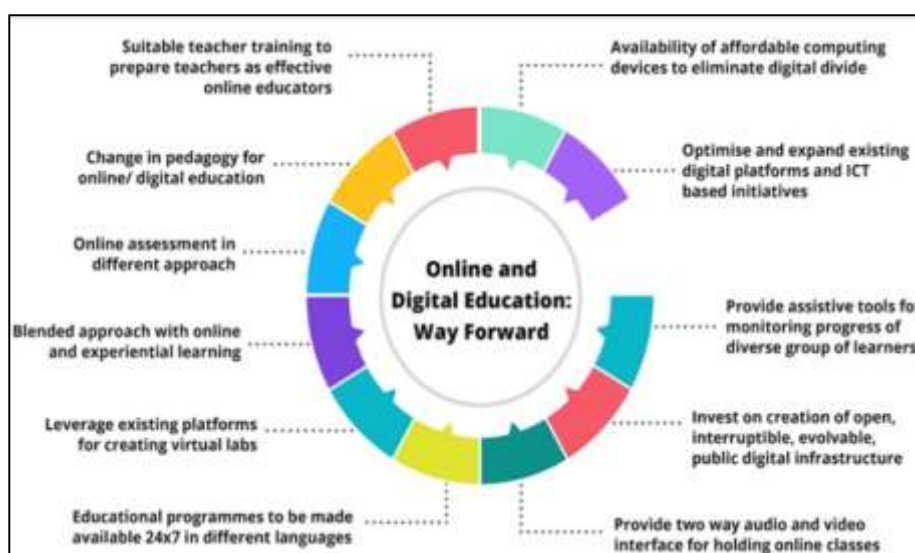 Suitable teacher training to
prepare teachers as effective
online educators
Availability of affordable computing
devices to eliminate digital divide
Change in pedagogy for
online/ digital education
Optimise and expand existing
digital platforms and ICT
based initiatives
Online assessment in
different approach
Online and
Digital Education:
Way Forward
Blended approach with online
and experiential learning
Provide assistive tools fo
monitoring progress of
diverse group of learners
Leverage existing platforms
for creating virtual labs
Invest on creation of open,
interruptible, evolvable,
public digital infrastructure
Educational programmes to be made
available 24x7 in different languages
Provide two way audio and video
interface for holding online classes